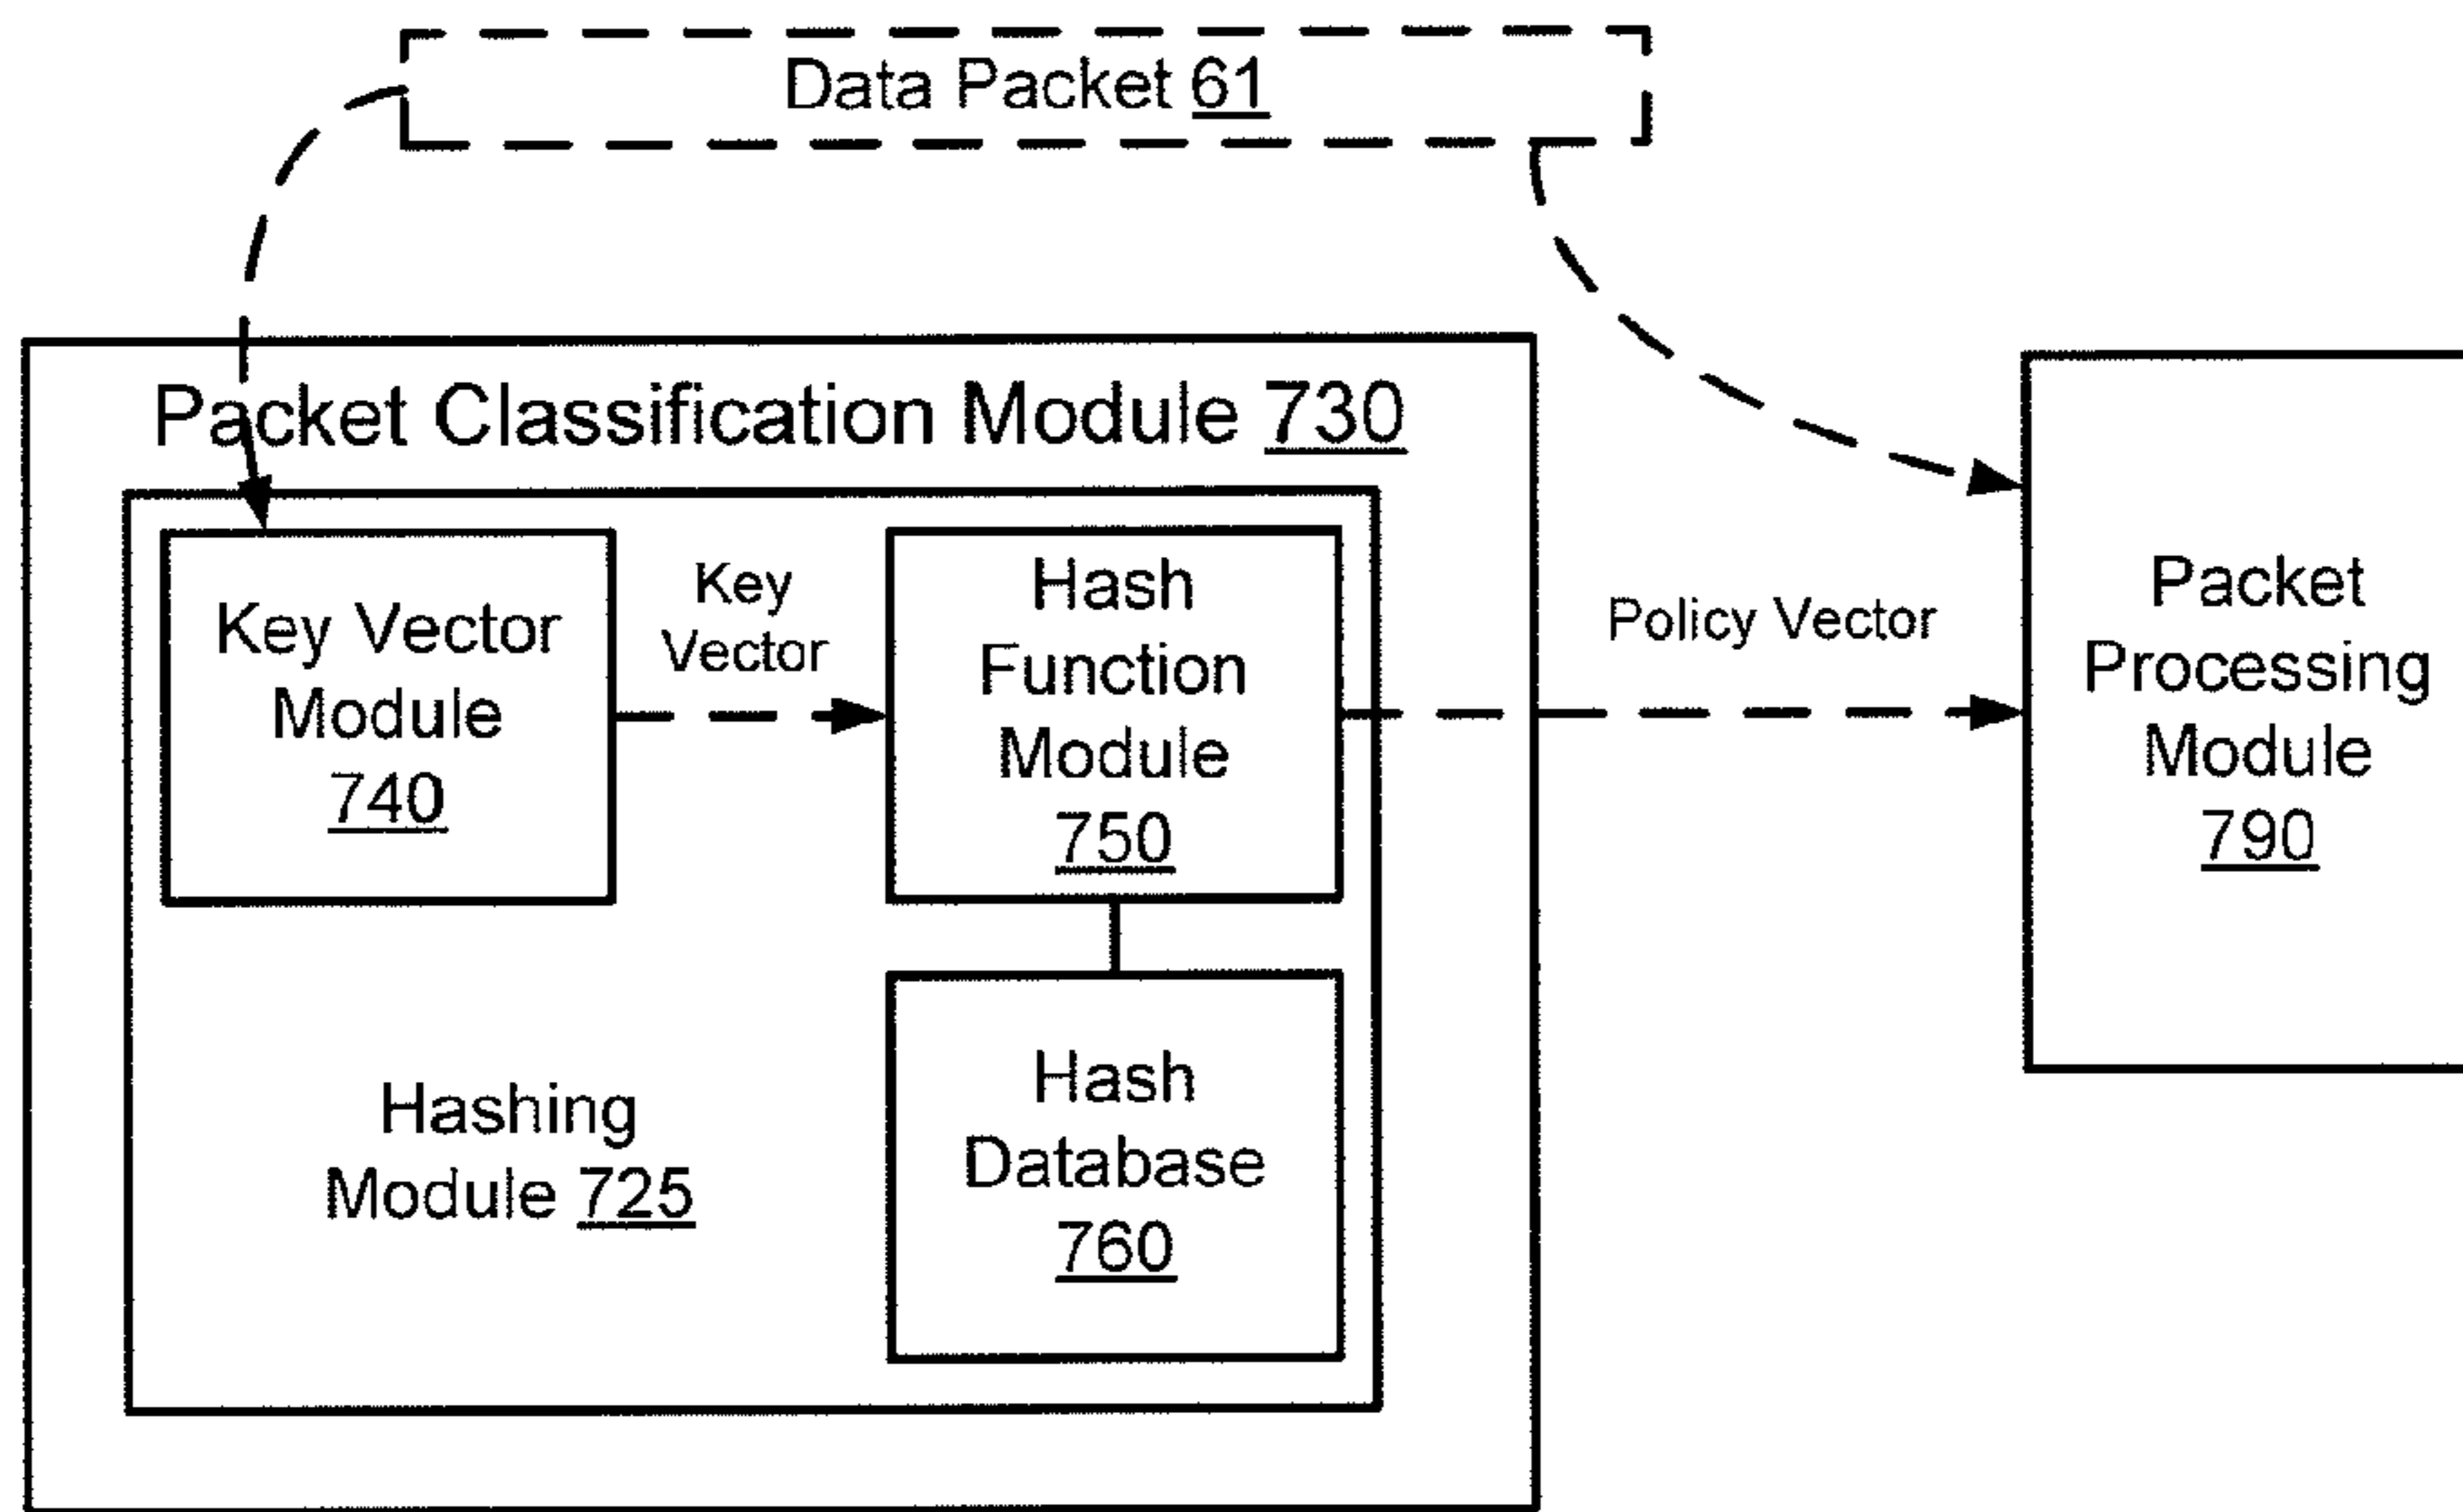 Data Packet 61
Packet Classification Module 730
Key Vector
Module
740
Key
Vector
Hash
Function
Module
750
Policy Vector
Packet
Processing
Module
790
Hashing
Module 725
Hash
Database
760